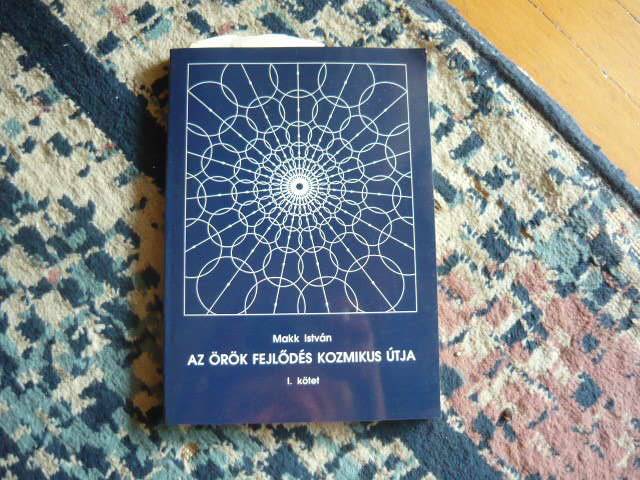 Makk István
AZ ÖRÖK FEJLŐDÉS KOZMIKUS ÚTJA
I. kötet